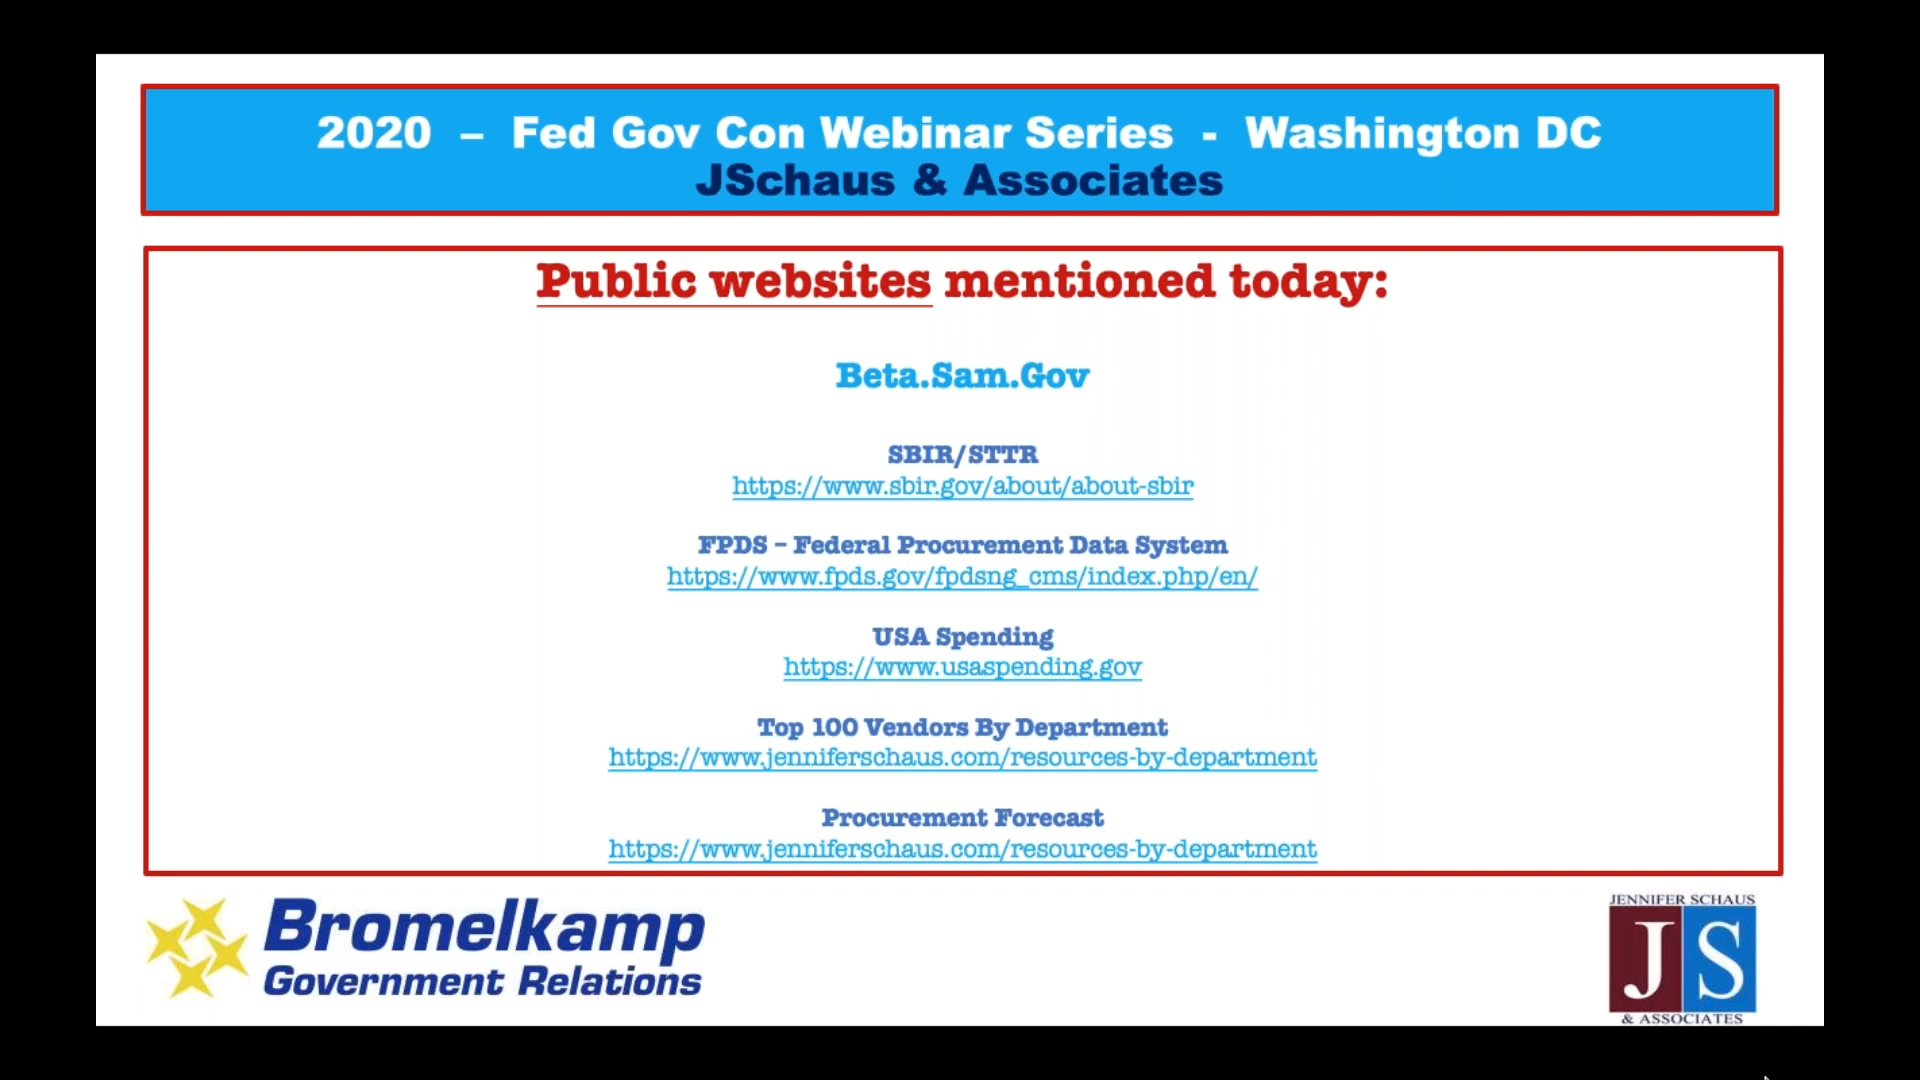 2020 – Fed Gov Con Webinar Series - Washington DC
JSchaus & Associates
Public websites mentioned today:
Beta.Sam.Gov
SBIR/STTR
https://www.sbir.gov/about/about-sbir
FPDS – Federal Procurement Data System
https://www.fpds.gov/fpdsng_cms/index.php/en/
USA Spending
https://www.usaspending.gov
Top 100 Vendors By Department
https://www.jenniferschaus.com/resources-by-department
Procurement Forecast
https://www.jenniferschaus.com/resources-by-department
Bromelkamp
Government Relations
JENNIFER SCHAUS
JS
& ASSOCIATES